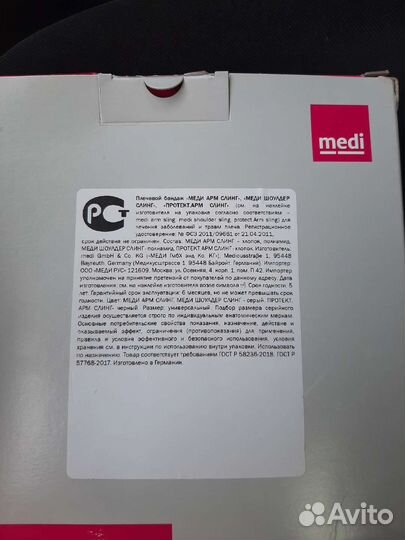 medi
Плечевой бандаж «МЕДИ АРМ СЛИНГ», «МЕДИ ШОУЛДЕР
СЛИНГ», «ПРОТЕКТ.АРМ СЛИНГ» (см. на наклейке
изготовителя на упаковке согласно соответствию -
medi arm sling, medi shoulder sling, protect.Arm sling) для
лечения заболеваний и травм плеча. Регистрационное
удостоверение: № ФСЗ 2011/09661 от 21.04.2011,
срок действия не ограничен. Состав: МЕДИ АРМ СЛИНГ - хлопок, полиамид,
МЕДИ ШОУЛДЕР СЛИНГ - полиамид, ПРОТЕКТ.АРМ СЛИНГ - хлопок. Изготовитель:
medi GmbH & Co. KG («МЕДИ Гмбх энд Ко. КГ»), Medicusstraße 1, 95448
Bayreuth, Germany (Медикусштрассе 1, 95448 Байройт, Германия). Импортер:
ООО «МЕДИ РУС» 121609, Москва, ул. Осенняя, 4, корп. 1, пом. П 42. Импортер
уполномочен на принятие претензий от покупателей по данному адресу. Дата
изготовления: см. на наклейке изготовителя возле символа. Срок годности: 5
лет. Гарантийный срок эксплуатации: 6 месяцев, но не может превышать срок
годности. Цвет: МЕДИ АРМ СЛИНГ, МЕДИ ШОУЛДЕР СЛИНГ - серый, ПРОТЕКТ.
АРМ СЛИНГ- черный. Размер: универсальный. Подбор размера серийного
изделия осуществляется строго по индивидуальным анатомическим меркам.
Основные потребительские свойства: показания, назначение, действие и
оказываемый эффект, ограничения (противопоказания) для применения,
правила и условия эффективного и безопасного использования, условия
хранения см. в инструкции по использованию внутри упаковки. Использовать
по назначению. Товар соответствует требованиям ГОСТ Р 58236-2018, ГОСТ Р
57768-2017. Изготовлено в Германии.
Avito